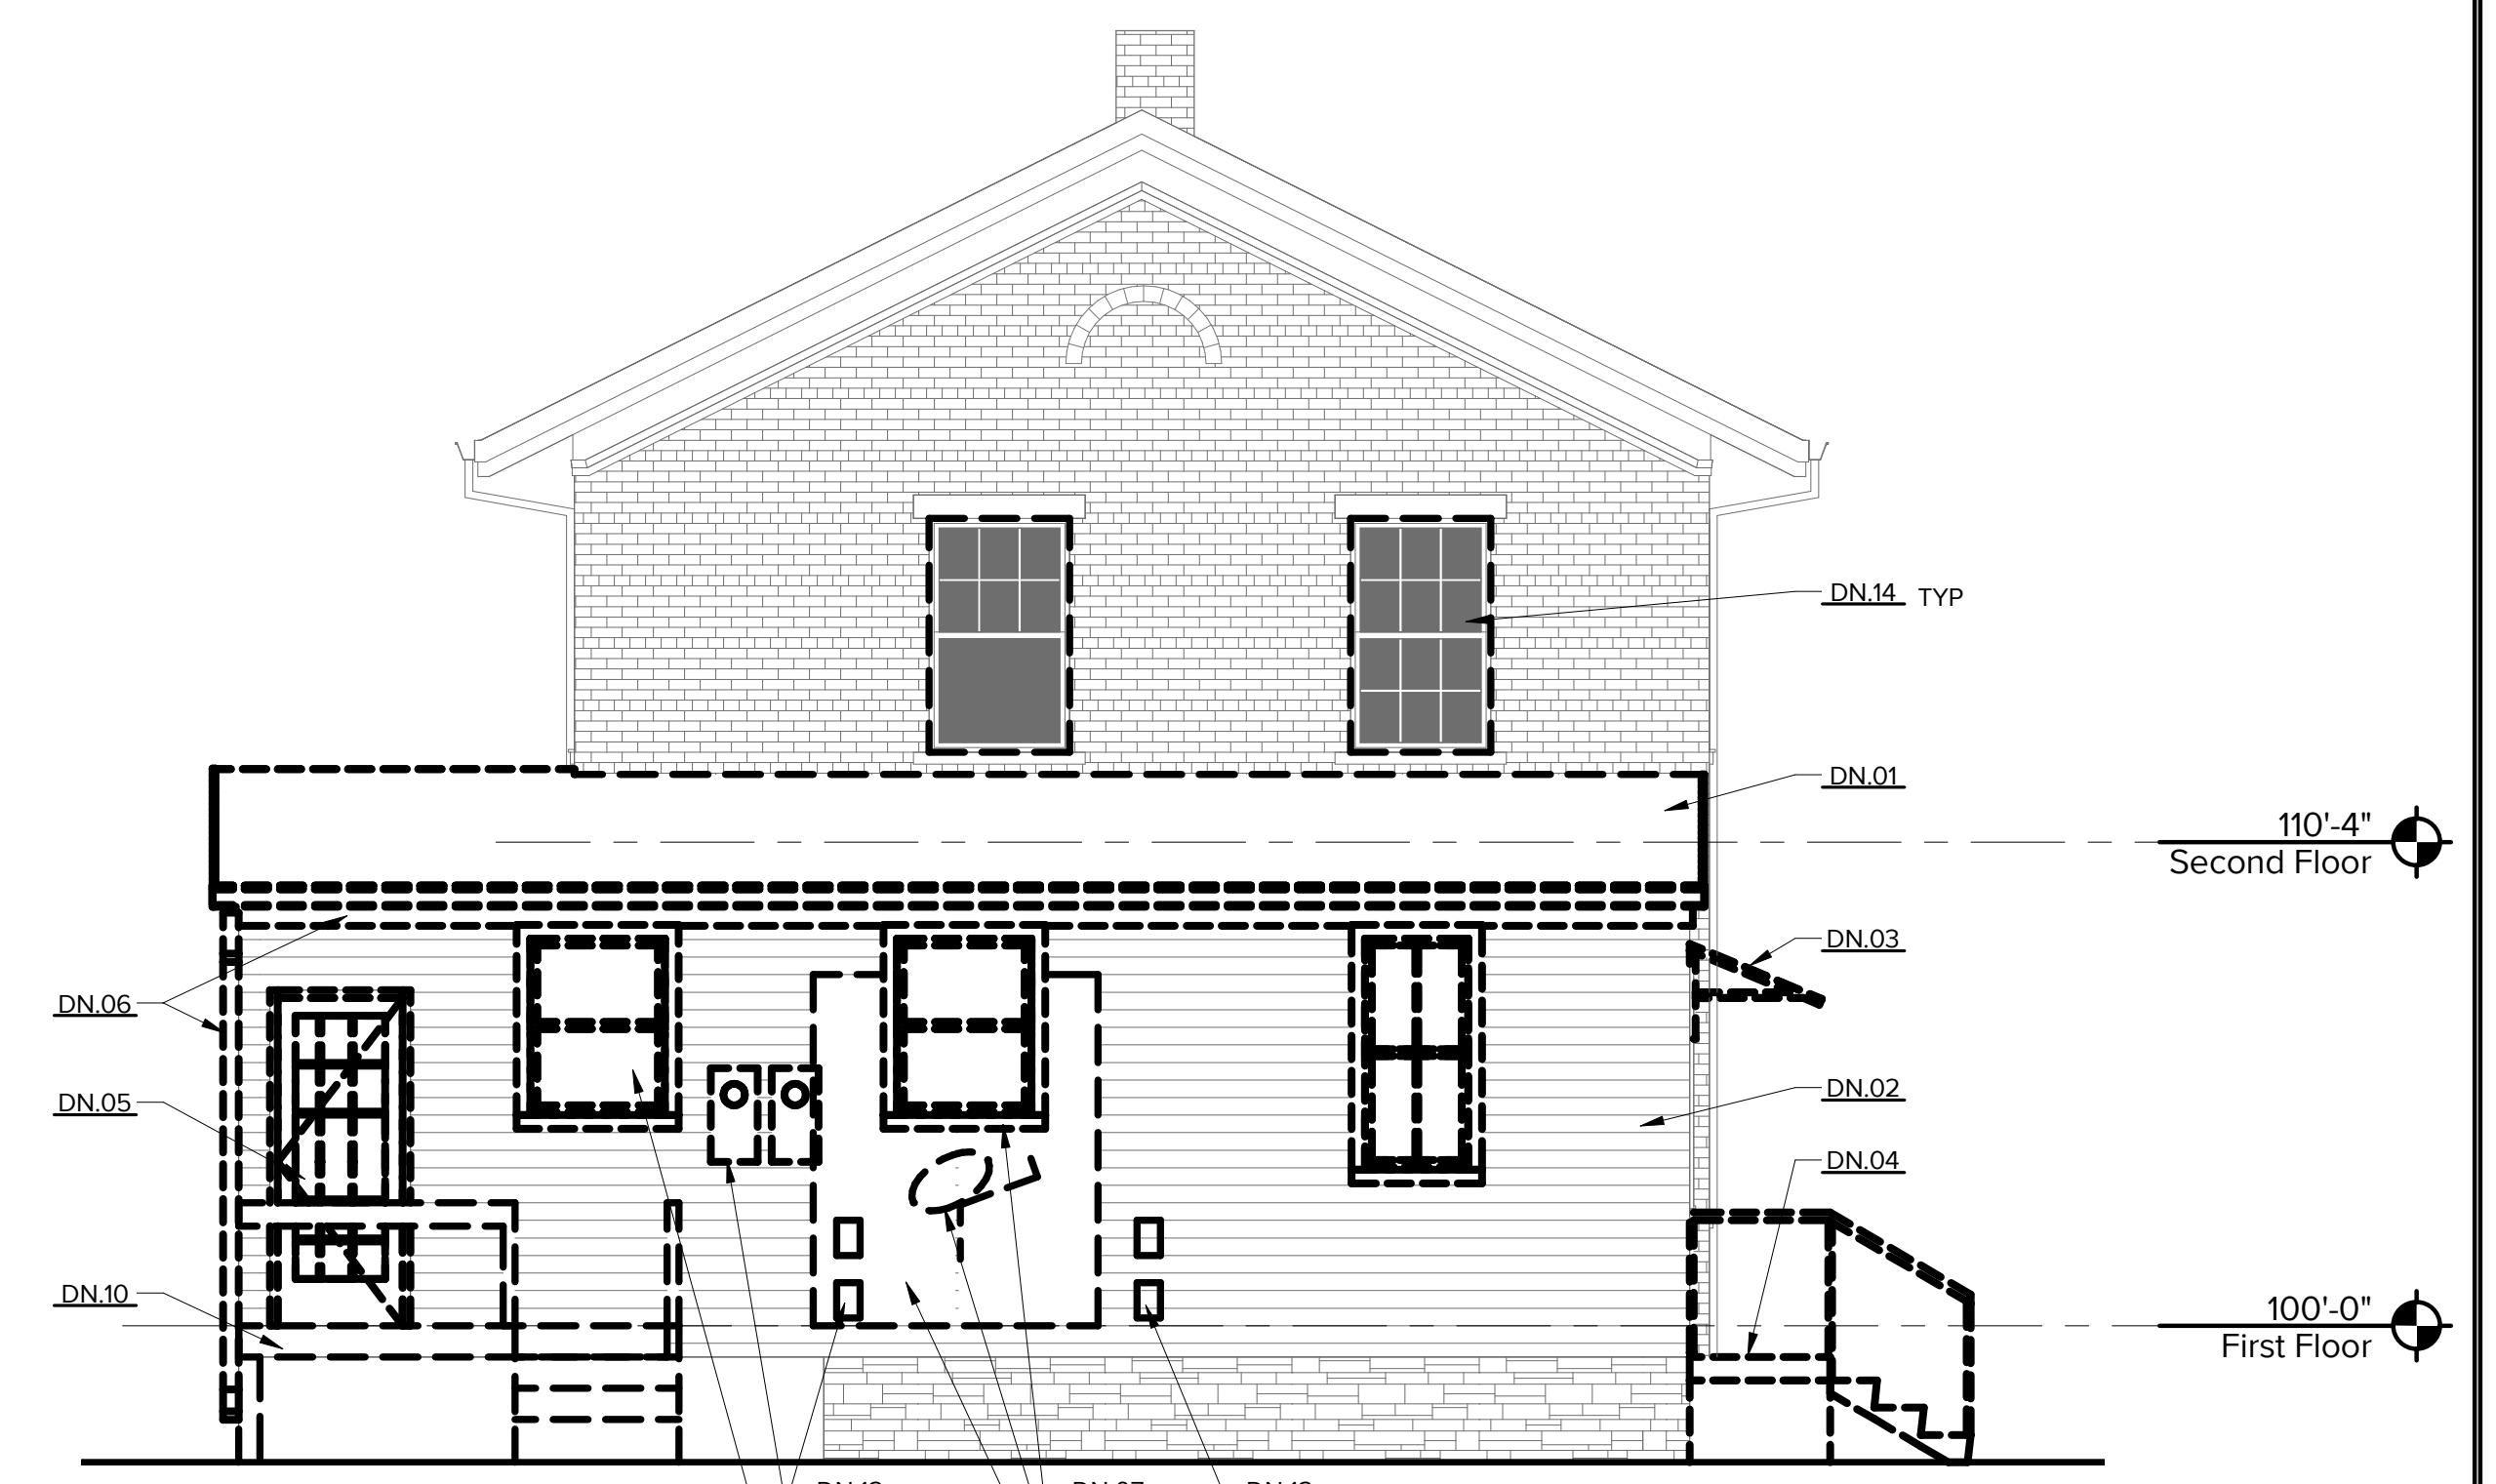 DN.14 TYP
DN.01
110'-4"
Second Floor
DN.03
DN.06
DN.02
DN.05
DN.04
DN.10
100'-0"
First Floor